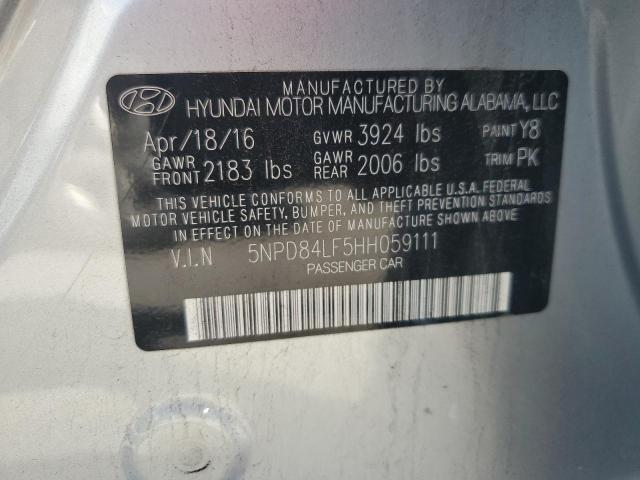 MANUFACTURED BY
HYUNDAI MOTOR MANUFACTURING ALABAMA, LLC
Apr/18/16 GVWR 3924 lbs PAINT Y8
GAWR FRONT 2183 lbs GAWR REAR 2006 lbs TRIM PK
THIS VEHICLE CONFORMS TO ALL APPLICABLE U.S.A. FEDERAL
MOTOR VEHICLE SAFETY, BUMPER, AND THEFT PREVENTION STANDARDS
IN EFFECT ON THE DATE OF MANUFACTURE SHOWN ABOVE.
V.I.N 5NPD84LF5HH059111
PASSENGER CAR